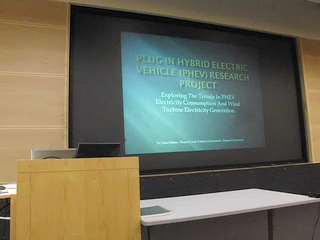 PLUG-IN HYBRID ELECTRIC
VEHICLE (PHEV) RESEARCH
PROJECT
Exploring The Trends In PHEV
Electricity Consumption And Wind
Turbine Electricity Generation